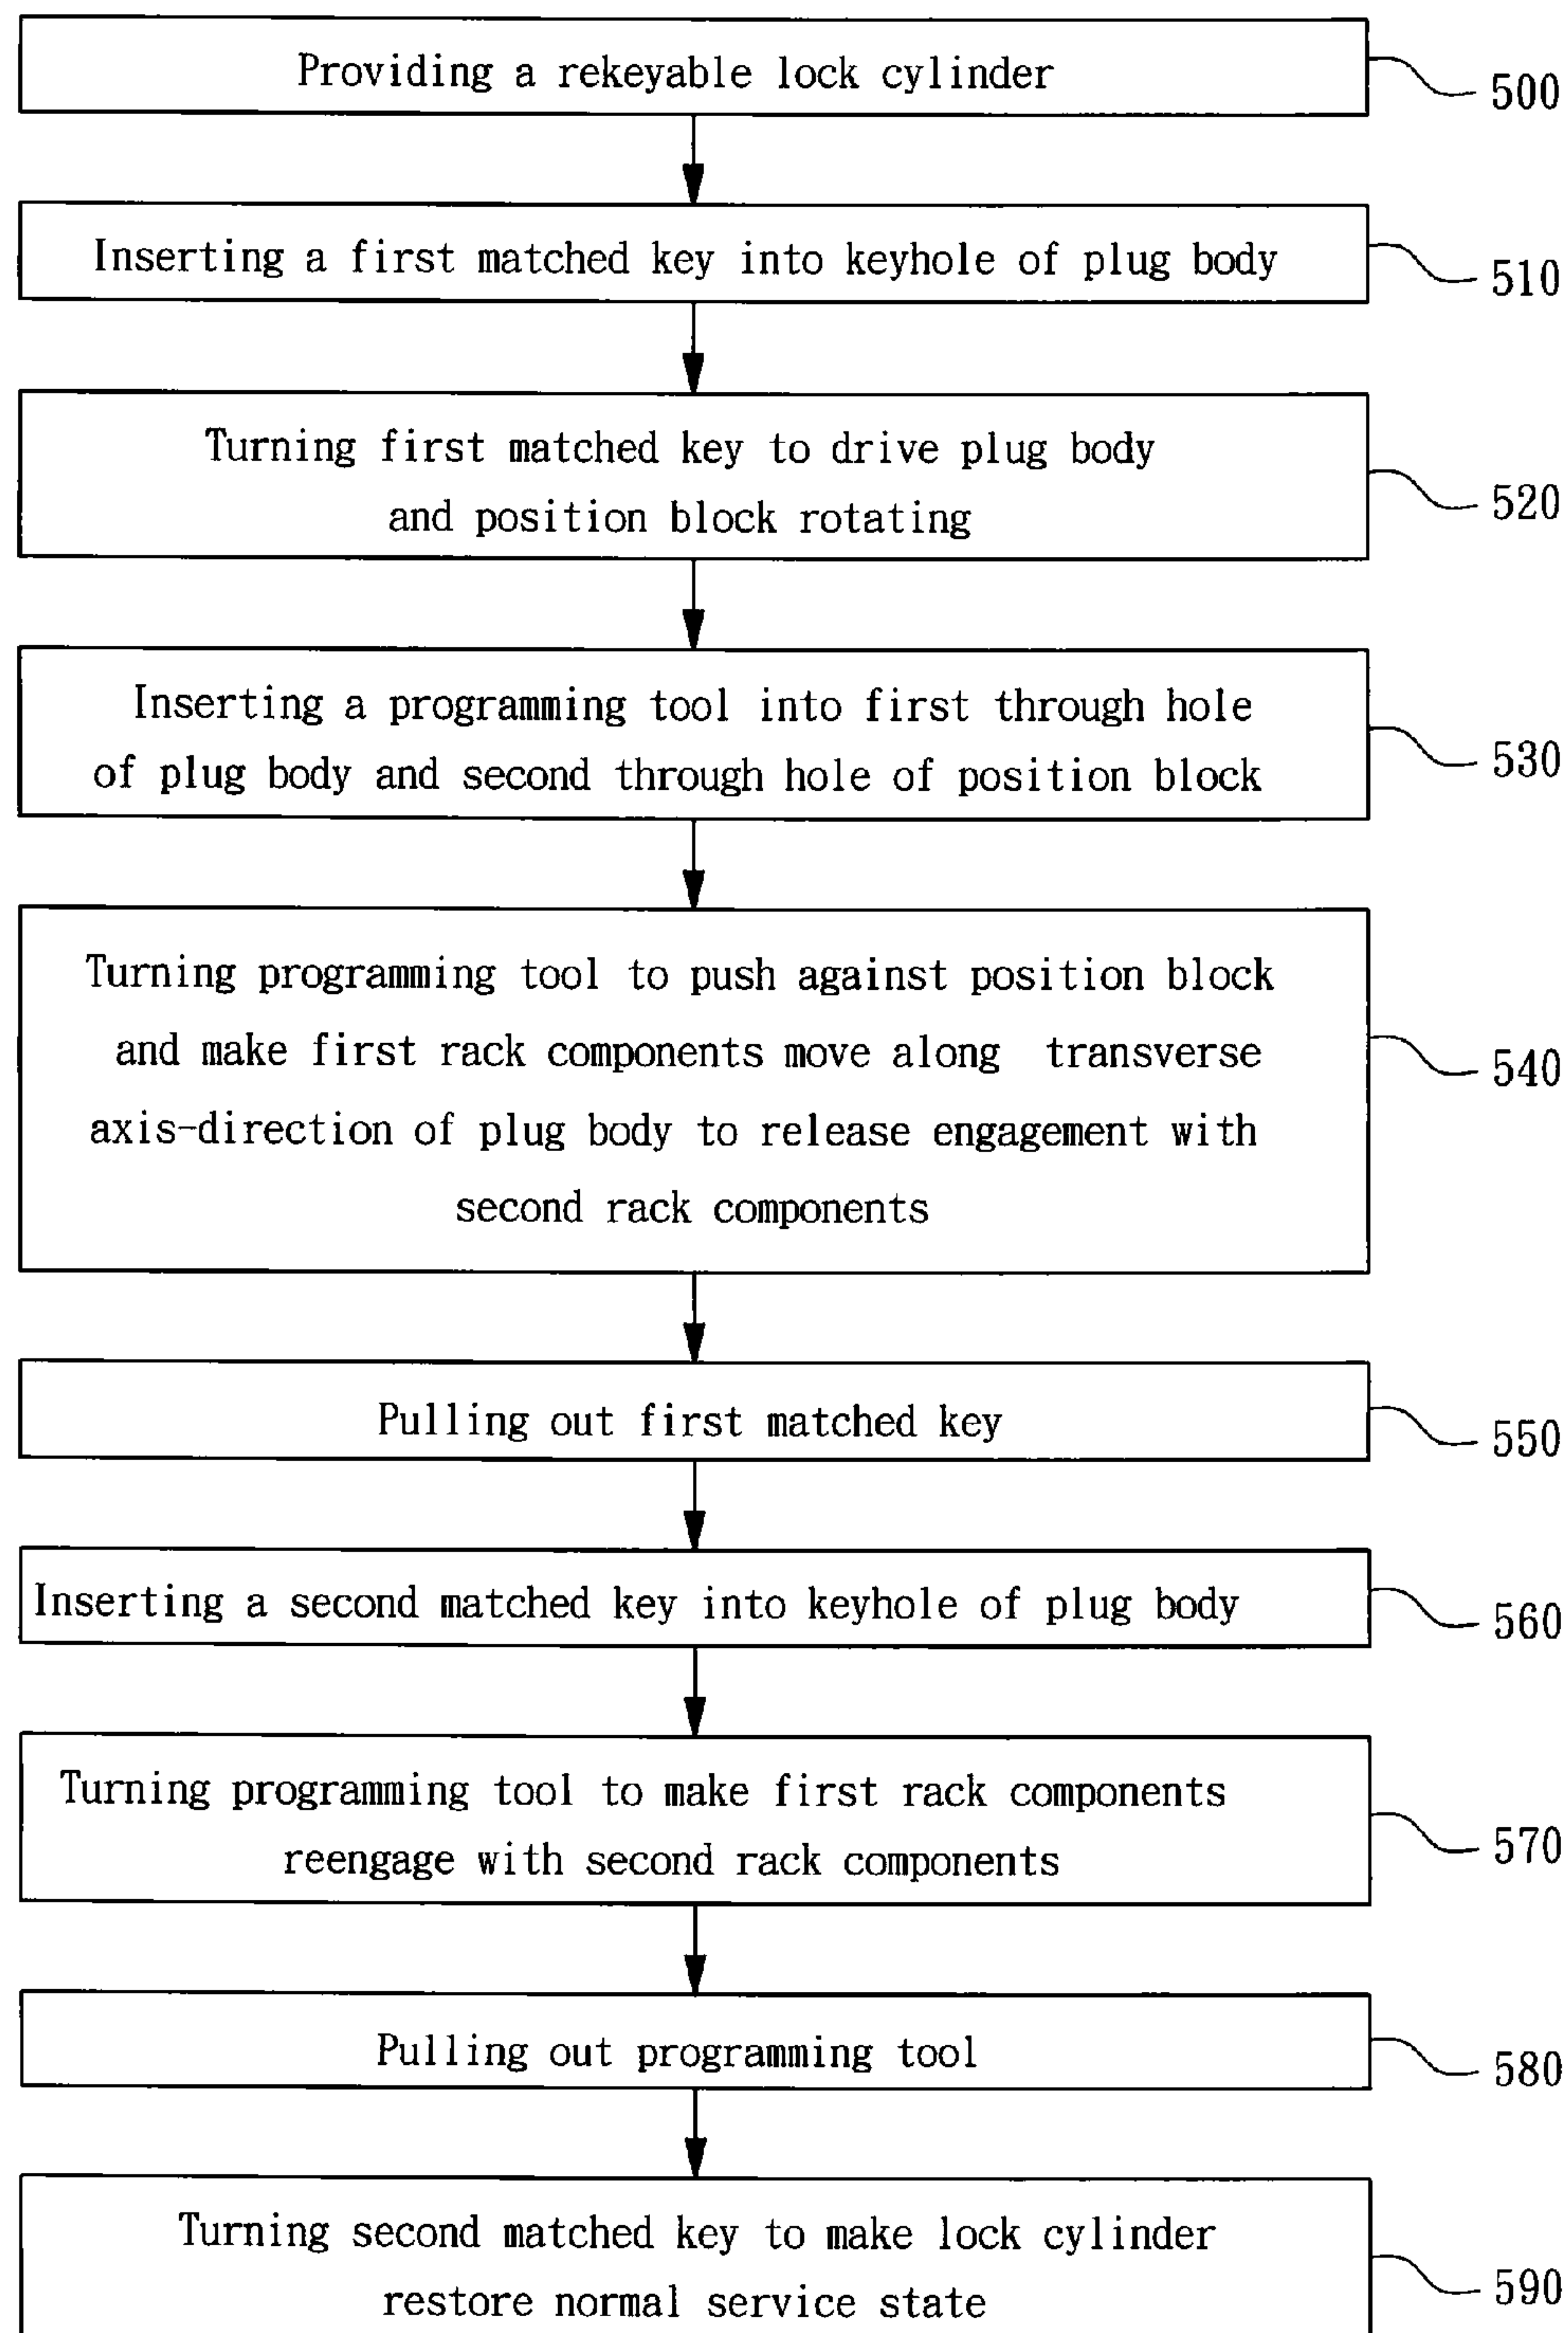 Providing a rekeyable lock cylinder
500
Inserting a first matched key into keyhole of plug body
510
Turning first matched key to drive plug body
and position block rotating
520
Inserting a programming tool into first through hole
of plug body and second through hole of position block
530
Turning programming tool to push against position block
and make first rack components move along transverse
axis-direction of plug body to release engagement with
second rack components
540
Pulling out first matched key
550
Inserting a second matched key into keyhole of plug body
560
Turning programming tool to make first rack components
reengage with second rack components
570
Pulling out programming tool
580
Turning second matched key to make lock cylinder
restore normal service state
590